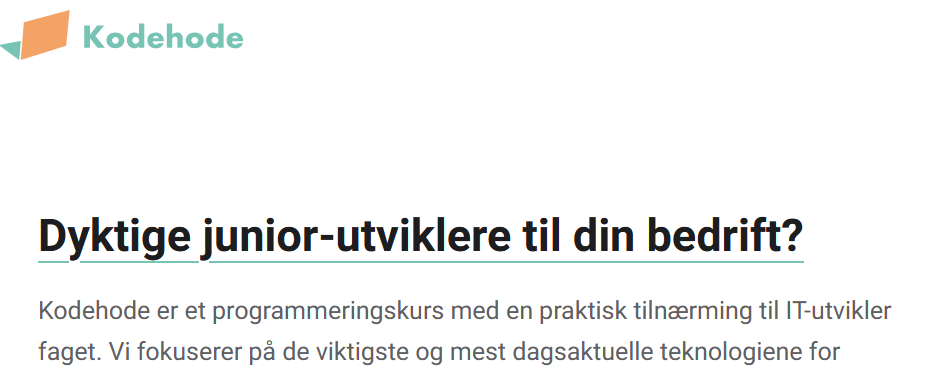 Kodehode
Dyktige junior-utviklere til din bedrift?
Kodehode er et programmeringskurs med en praktisk tilnærming til IT-utvikler
faget. Vi fokuserer på de viktigste og mest dagsaktuelle teknologiene for